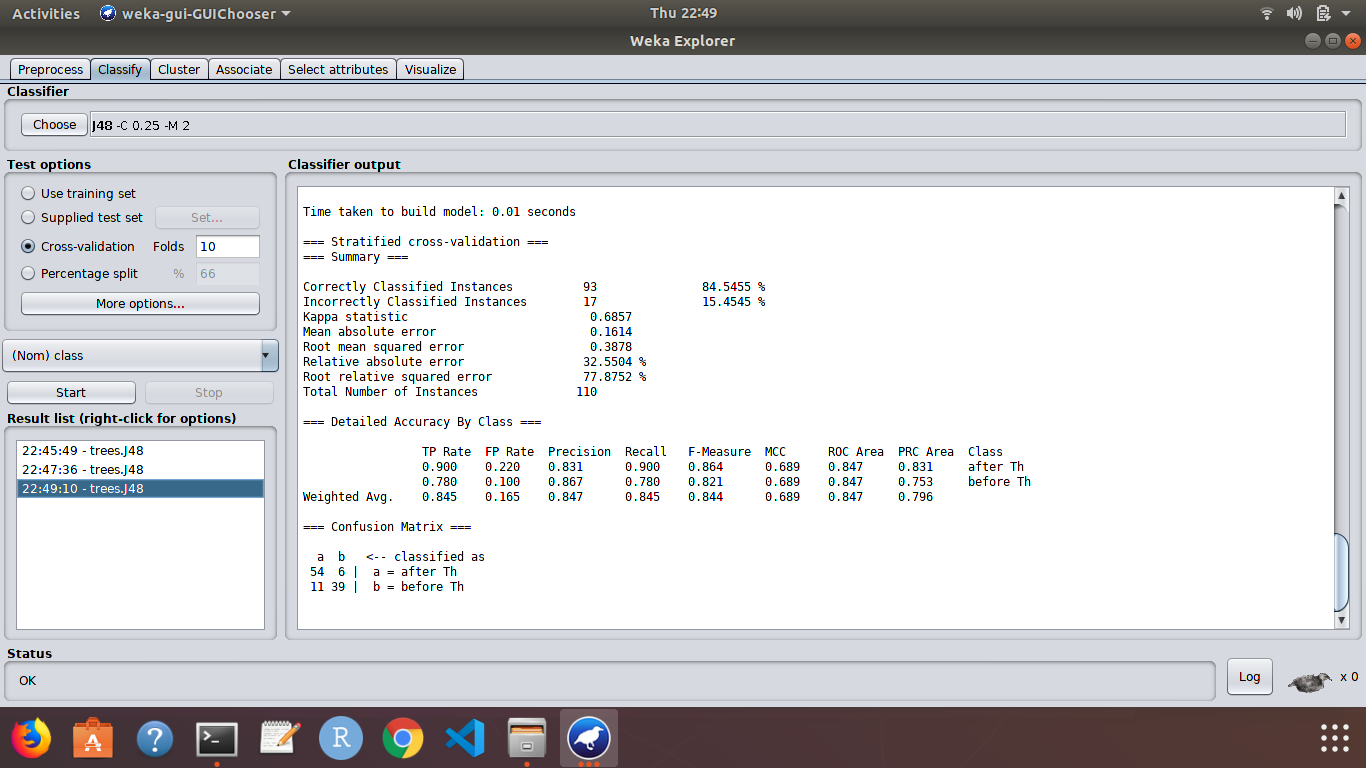 Activities weka-gui-GUIChooser Thu 22:49
Weka Explorer
Preprocess Classify Cluster Associate Select attributes Visualize
Classifier
Choose J48 -C 0.25 -M 2
Test options
Use training set
Supplied test set Set...
Cross-validation Folds 10
Percentage split % 66
More options...
(Nom) class
Start Stop
Result list (right-click for options)
22:45:49 - trees.J48
22:47:36 - trees.J48
22:49:10 - trees.J48
Classifier output
Time taken to build model: 0.01 seconds
=== Stratified cross-validation ===
=== Summary ===
Correctly Classified Instances 93 84.5455 %
Incorrectly Classified Instances 17 15.4545 %
Kappa statistic 0.6857
Mean absolute error 0.1614
Root mean squared error 0.3878
Relative absolute error 32.5504 %
Root relative squared error 77.8752 %
Total Number of Instances 110
=== Detailed Accuracy By Class ===
TP Rate FP Rate Precision Recall F-Measure MCC ROC Area PRC Area Class
0.900 0.220 0.831 0.900 0.864 0.689 0.847 0.831 after Th
0.780 0.100 0.867 0.780 0.821 0.689 0.847 0.753 before Th
Weighted Avg. 0.845 0.165 0.847 0.845 0.844 0.689 0.847 0.796
=== Confusion Matrix ===
a b <-- classified as
54 6 | a = after Th
11 39 | b = before Th
Status
OK
Log x 0
A ? >_ R